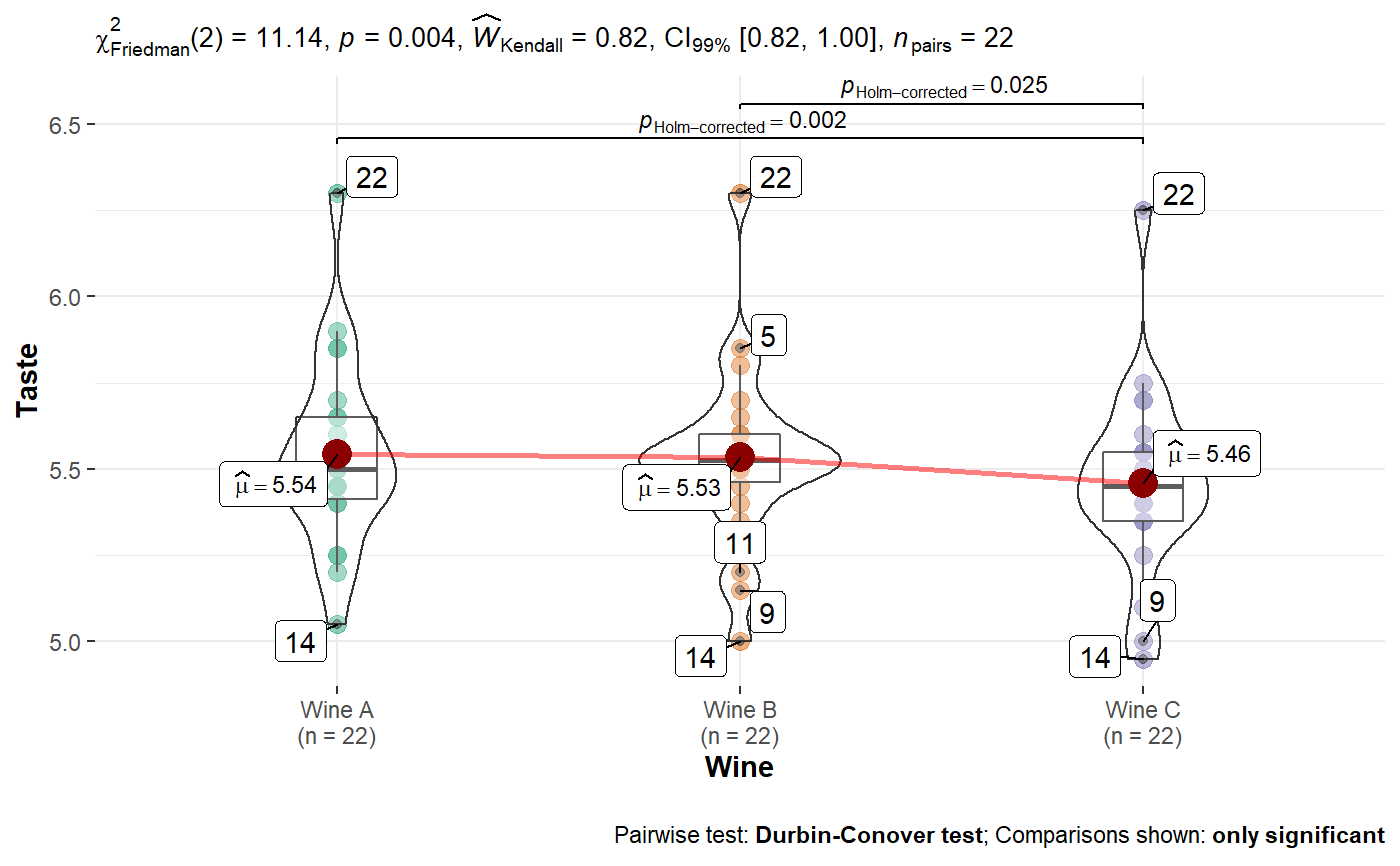 χ²Friedman(2) = 11.14, p = 0.004, ŴKendall = 0.82, CI99% [0.82, 1.00], npairs = 22
pHolm−corrected = 0.025
pHolm−corrected = 0.002
6.5
6.0
5.5
5.0
Taste
22
22
22
5
μ̂ = 5.54
μ̂ = 5.53
μ̂ = 5.46
11
9
9
14
14
14
Wine A
(n = 22)
Wine B
(n = 22)
Wine C
(n = 22)
Wine
Pairwise test: Durbin-Conover test; Comparisons shown: only significant